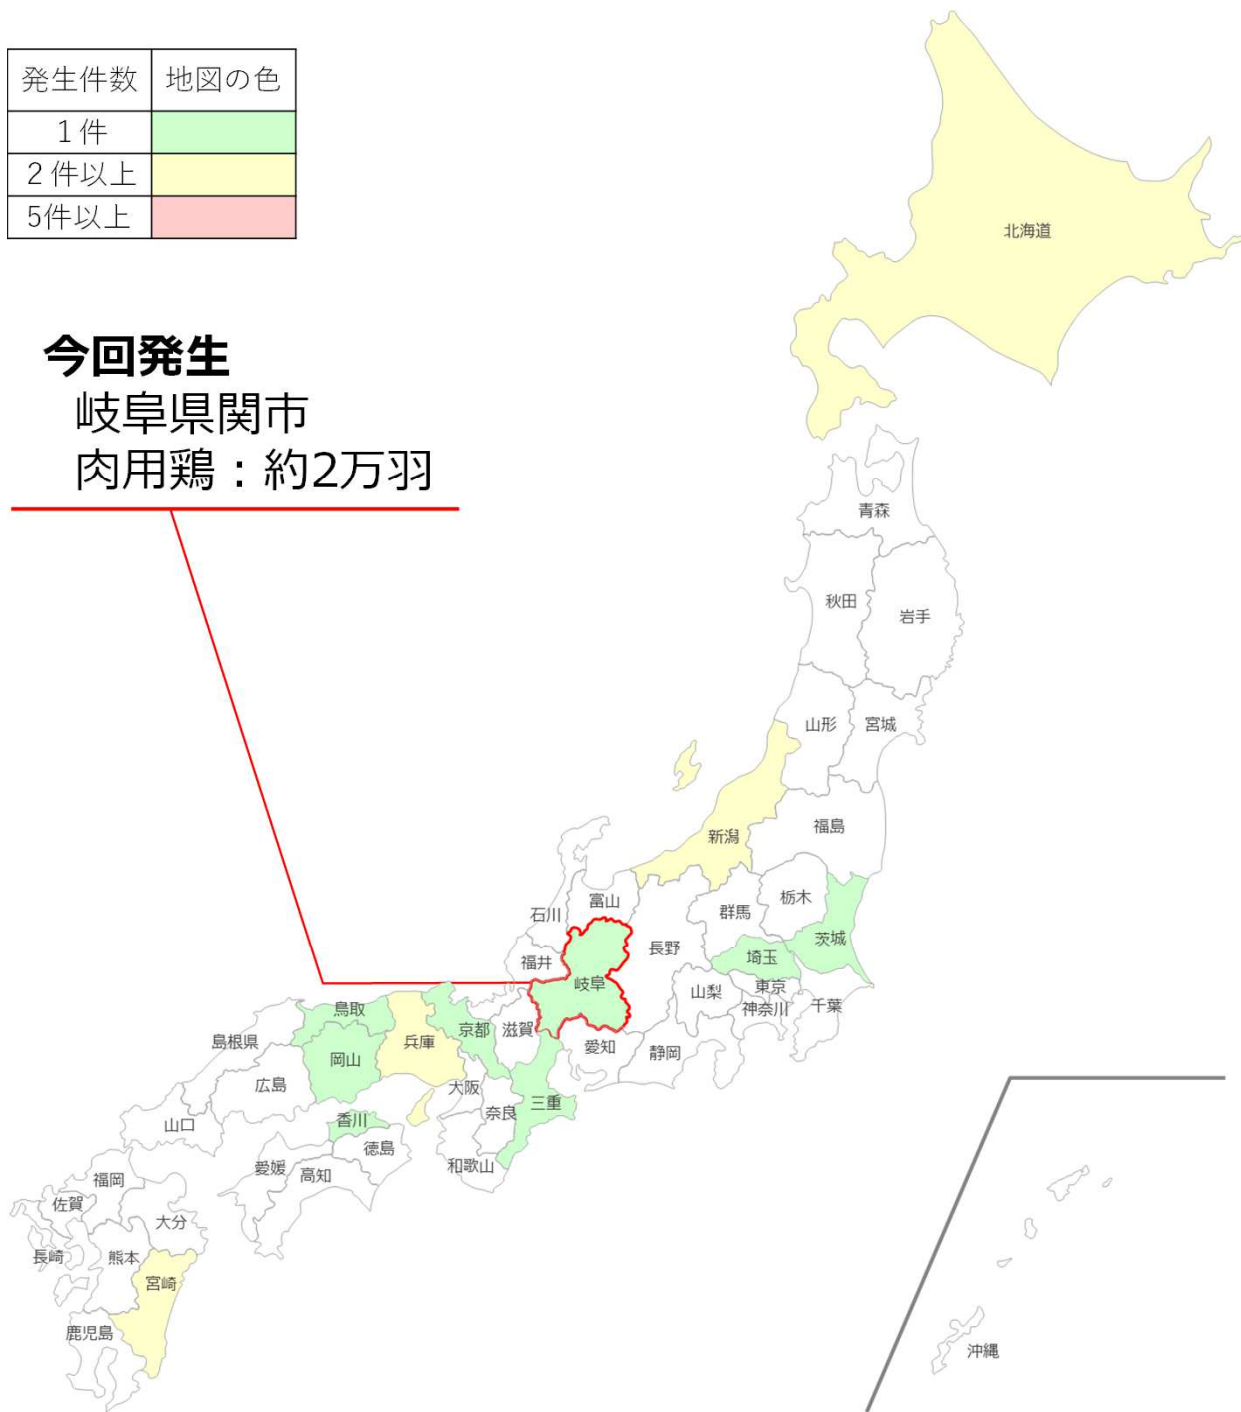 発生件数 地図の色
1件
2件以上
5件以上
今回発生
岐阜県関市
肉用鶏：約2万羽
北海道
青森
秋田
岩手
山形
宮城
新潟
福島
石川
富山
群馬
栃木
茨城
福井
長野
埼玉
岐阜
山梨
東京
神奈川
千葉
鳥取
京都
滋賀
島根県
兵庫
愛知
静岡
岡山
広島
大阪
奈良
三重
山口
香川
徳島
和歌山
愛媛
高知
福岡
佐賀
大分
長崎
熊本
宮崎
鹿児島
沖縄